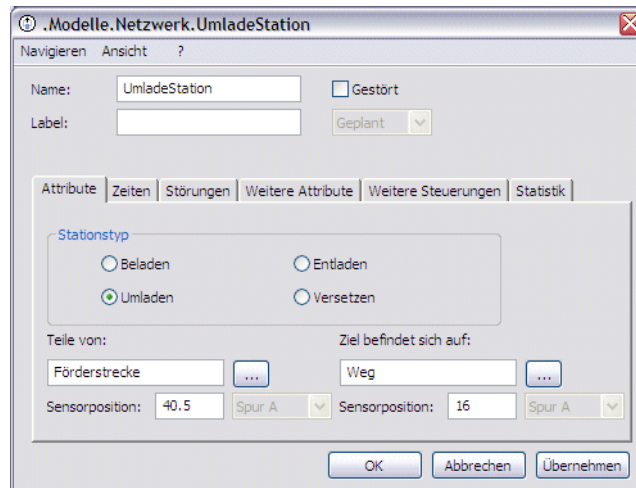 .Modelle.Netzwerk.UmladeStation
Navigieren Ansicht ?
Name: UmladeStation Gestört
Label: Geplant
Attribute Zeiten Störungen Weitere Attribute Weitere Steuerungen Statistik
Stationstyp
Beladen Entladen
Umladen Versetzen
Teile von: Ziel befindet sich auf:
Förderstrecke ... Weg ...
Sensorposition: 40.5 Spur A Sensorposition: 16 Spur A
OK Abbrechen Übernehmen